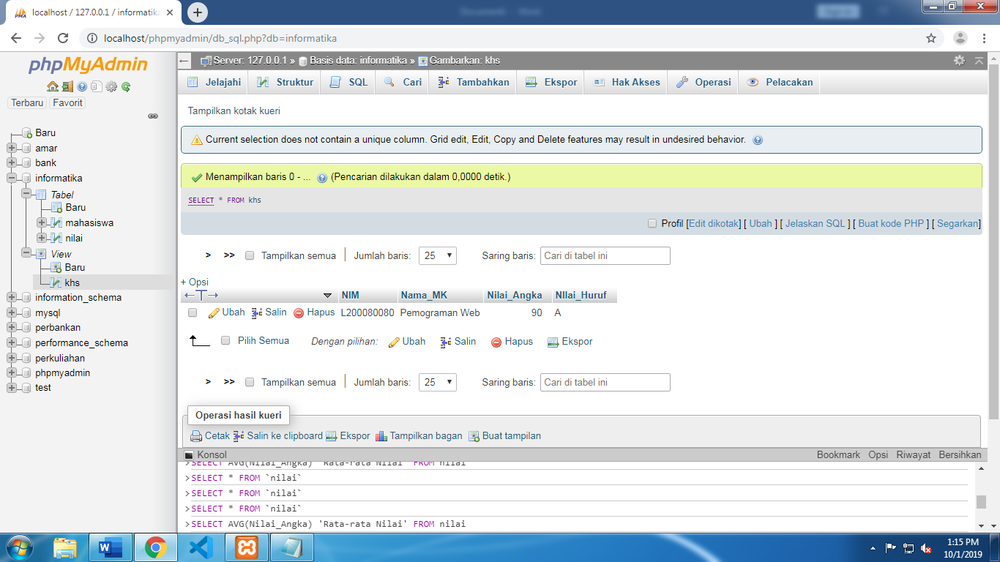 localhost / 127.0.0.1 / informatika
localhost/phpmyadmin/db_sql.php?db=informatika
phpMyAdmin
Terbaru Favorit
Baru
amar
bank
informatika
Tabel
Baru
mahasiswa
nilai
View
Baru
khs
information_schema
mysql
perbankan
performance_schema
perkuliahan
phpmyadmin
test
Server: 127.0.0.1 » Basis data: informatika » Gambarkan: khs
Jelajahi Struktur SQL Cari Tambahkan Ekspor Hak Akses Operasi Pelacakan
Tampilkan kotak kueri
Current selection does not contain a unique column. Grid edit, Edit, Copy and Delete features may result in undesired behavior.
Menampilkan baris 0 - ... (Pencarian dilakukan dalam 0,0000 detik.)
SELECT * FROM khs
Profil [Edit dikotak] [ Ubah ] [ Jelaskan SQL ] [ Buat kode PHP ] [ Segarkan]
> >> Tampilkan semua | Jumlah baris: 25 Saring baris: Cari di tabel ini
+ Opsi
←T→ NIM Nama_MK Nilai_Angka NIlai_Huruf
Ubah Salin Hapus L200080080 Pemograman Web 90 A
Pilih Semua Dengan pilihan: Ubah Salin Hapus Ekspor
> >> Tampilkan semua | Jumlah baris: 25 Saring baris: Cari di tabel ini
Operasi hasil kueri
Cetak Salin ke clipboard Ekspor Tampilkan bagan Buat tampilan
Konsol Bookmark Opsi Riwayat Bersihkan
>SELECT AVG(Nilai_Angka) 'Rata-rata Nilai' FROM nilai
>SELECT * FROM `nilai`
>SELECT * FROM `nilai`
>SELECT * FROM `nilai`
>SELECT AVG(Nilai_Angka) 'Rata-rata Nilai' FROM nilai
1:15 PM
10/1/2019